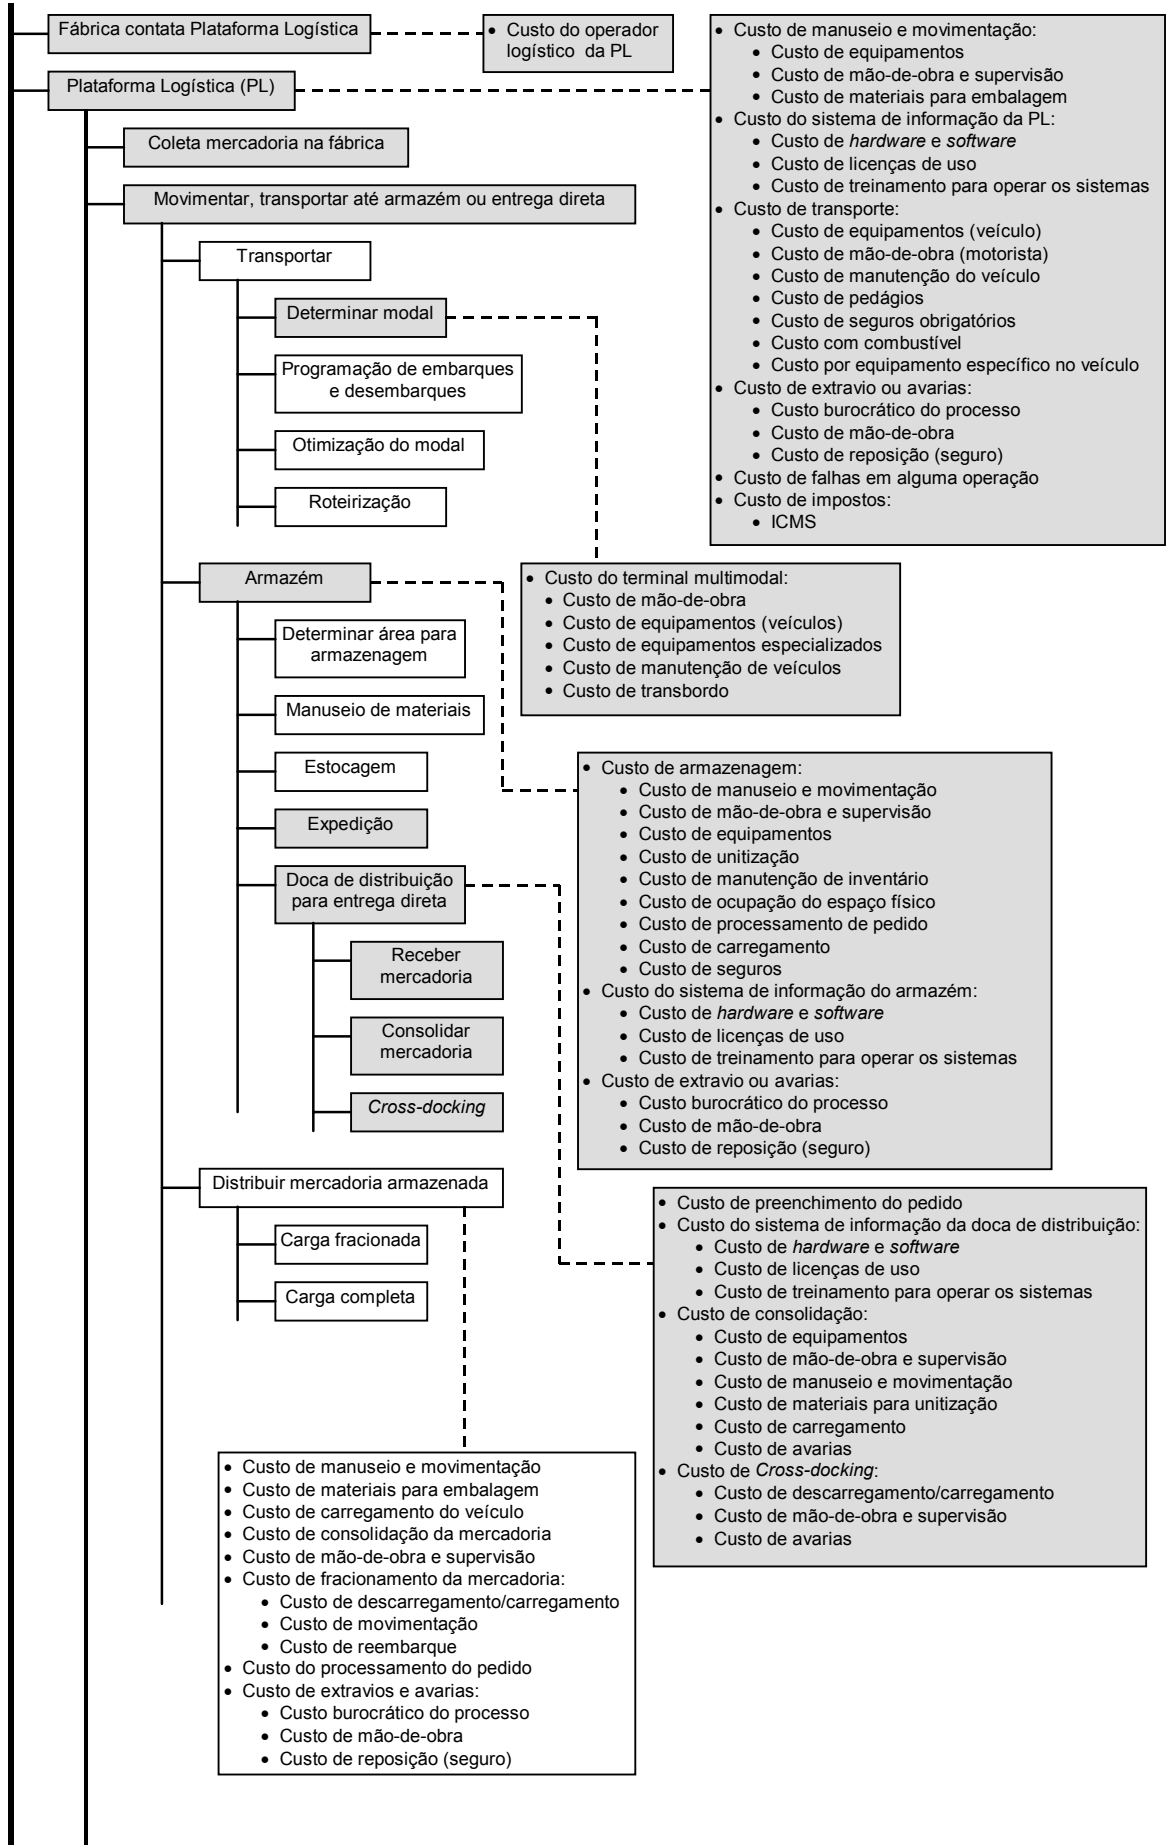 Fábrica contata Plataforma Logística
• Custo do operador
logístico da PL
Plataforma Logística (PL)
• Custo de manuseio e movimentação:
• Custo de equipamentos
• Custo de mão-de-obra e supervisão
• Custo de materiais para embalagem
• Custo do sistema de informação da PL:
• Custo de hardware e software
• Custo de licenças de uso
• Custo de treinamento para operar os sistemas
• Custo de transporte:
• Custo de equipamentos (veículo)
• Custo de mão-de-obra (motorista)
• Custo de manutenção do veículo
• Custo de pedágios
• Custo de seguros obrigatórios
• Custo com combustível
• Custo por equipamento específico no veículo
• Custo de extravio ou avarias:
• Custo burocrático do processo
• Custo de mão-de-obra
• Custo de reposição (seguro)
• Custo de falhas em alguma operação
• Custo de impostos:
• ICMS
Coleta mercadoria na fábrica
Movimentar, transportar até armazém ou entrega direta
Transportar
Determinar modal
Programação de embarques
e desembarques
Otimização do modal
Roteirização
• Custo do terminal multimodal:
• Custo de mão-de-obra
• Custo de equipamentos (veículos)
• Custo de equipamentos especializados
• Custo de manutenção de veículos
• Custo de transbordo
Armazém
Determinar área para
armazenagem
Manuseio de materiais
Estocagem
Expedição
Doca de distribuição
para entrega direta
Receber
mercadoria
Consolidar
mercadoria
Cross-docking
• Custo de armazenagem:
• Custo de manuseio e movimentação
• Custo de mão-de-obra e supervisão
• Custo de equipamentos
• Custo de unitização
• Custo de manutenção de inventário
• Custo de ocupação do espaço físico
• Custo de processamento de pedido
• Custo de carregamento
• Custo de seguros
• Custo do sistema de informação do armazém:
• Custo de hardware e software
• Custo de licenças de uso
• Custo de treinamento para operar os sistemas
• Custo de extravio ou avarias:
• Custo burocrático do processo
• Custo de mão-de-obra
• Custo de reposição (seguro)
Distribuir mercadoria armazenada
Carga fracionada
Carga completa
• Custo de preenchimento do pedido
• Custo do sistema de informação da doca de distribuição:
• Custo de hardware e software
• Custo de licenças de uso
• Custo de treinamento para operar os sistemas
• Custo de consolidação:
• Custo de equipamentos
• Custo de mão-de-obra e supervisão
• Custo de manuseio e movimentação
• Custo de materiais para unitização
• Custo de carregamento
• Custo de avarias
• Custo de Cross-docking:
• Custo de descarregamento/carregamento
• Custo de mão-de-obra e supervisão
• Custo de avarias
• Custo de manuseio e movimentação
• Custo de materiais para embalagem
• Custo de carregamento do veículo
• Custo de consolidação da mercadoria
• Custo de mão-de-obra e supervisão
• Custo de fracionamento da mercadoria:
• Custo de descarregamento/carregamento
• Custo de movimentação
• Custo de reembarque
• Custo do processamento do pedido
• Custo de extravios e avarias:
• Custo burocrático do processo
• Custo de mão-de-obra
• Custo de reposição (seguro)